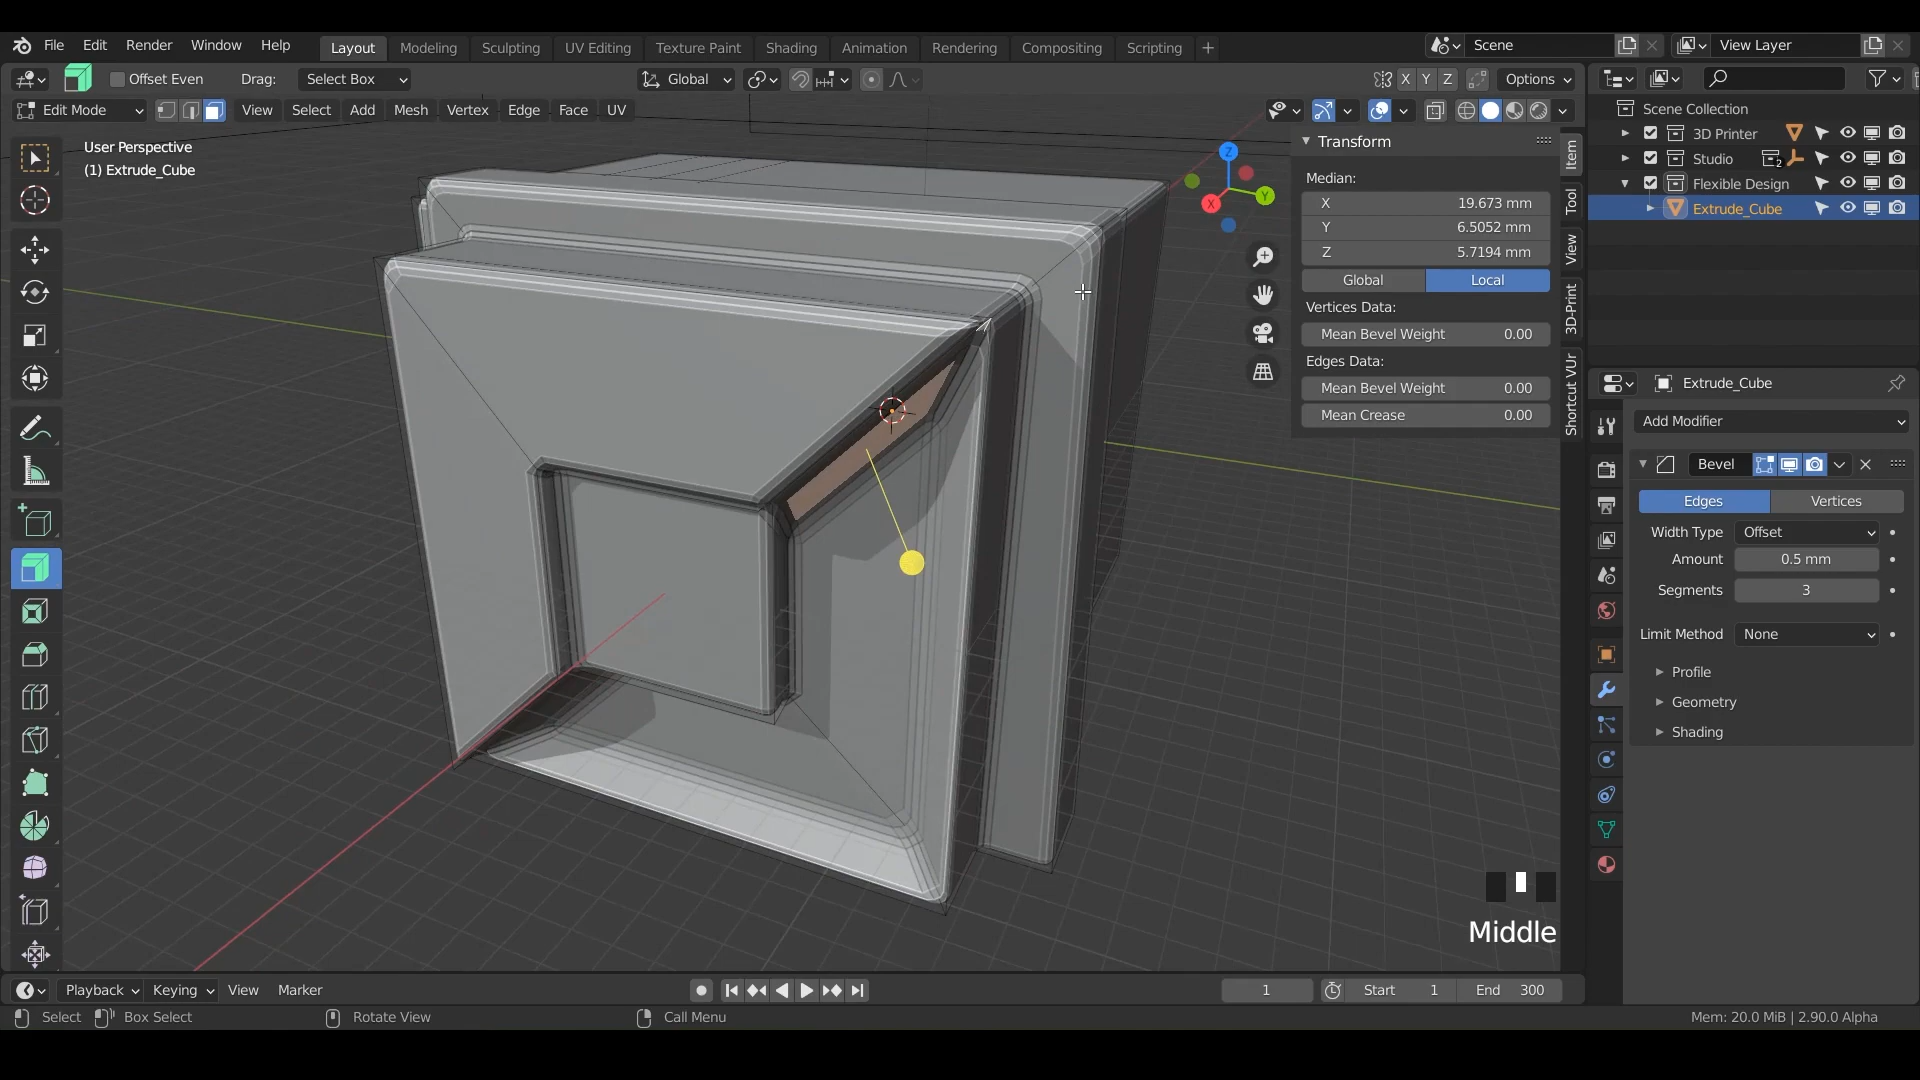 File Edit Render Window Help Layout Modeling Sculpting UV Editing Texture Paint Shading Animation Rendering Compositing Scripting + Scene View Layer
Offset Even Drag: Select Box Global X Y Z Options
Edit Mode View Select Add Mesh Vertex Edge Face UV
User Perspective
(1) Extrude_Cube
Z
Y
X
Transform
Median:
X 19.673 mm
Y 6.5052 mm
Z 5.7194 mm
Global Local
Vertices Data:
Mean Bevel Weight 0.00
Edges Data:
Mean Bevel Weight 0.00
Mean Crease 0.00
Item
Tool
View
3D-Print
Shortcut VUr
Scene Collection
3D Printer
Studio 2
Flexible Design
Extrude_Cube
Extrude_Cube
Add Modifier
Bevel
Edges Vertices
Width Type Offset
Amount 0.5 mm
Segments 3
Limit Method None
Profile
Geometry
Shading
Middle
Playback Keying View Marker 1 Start 1 End 300
Select Box Select Rotate View Call Menu Mem: 20.0 MiB | 2.90.0 Alpha